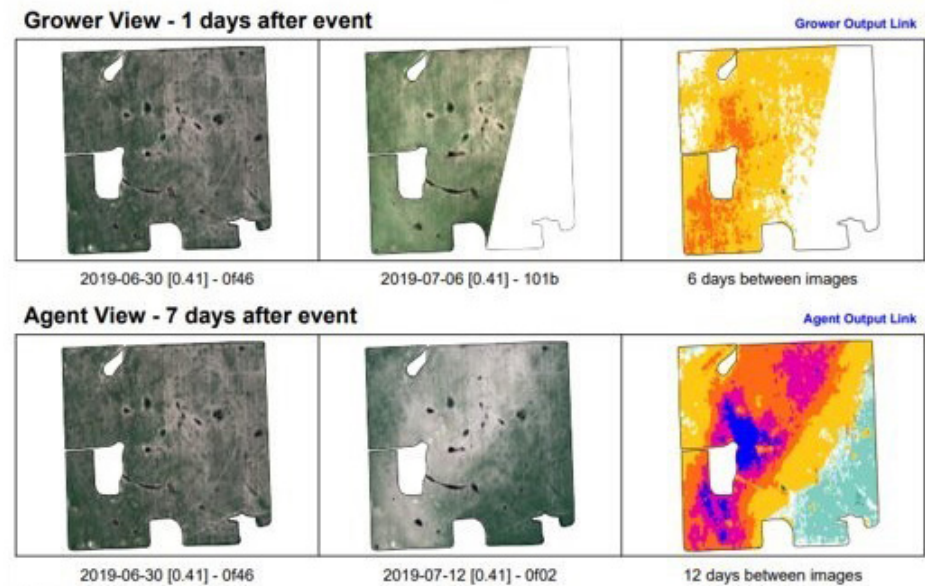 Grower View - 1 days after event
Grower Output Link
2019-06-30 [0.41] - 0f46
2019-07-06 [0.41] - 101b
6 days between images
Agent View - 7 days after event
Agent Output Link
2019-06-30 [0.41] - 0f46
2019-07-12 [0.41] - 0f02
12 days between images